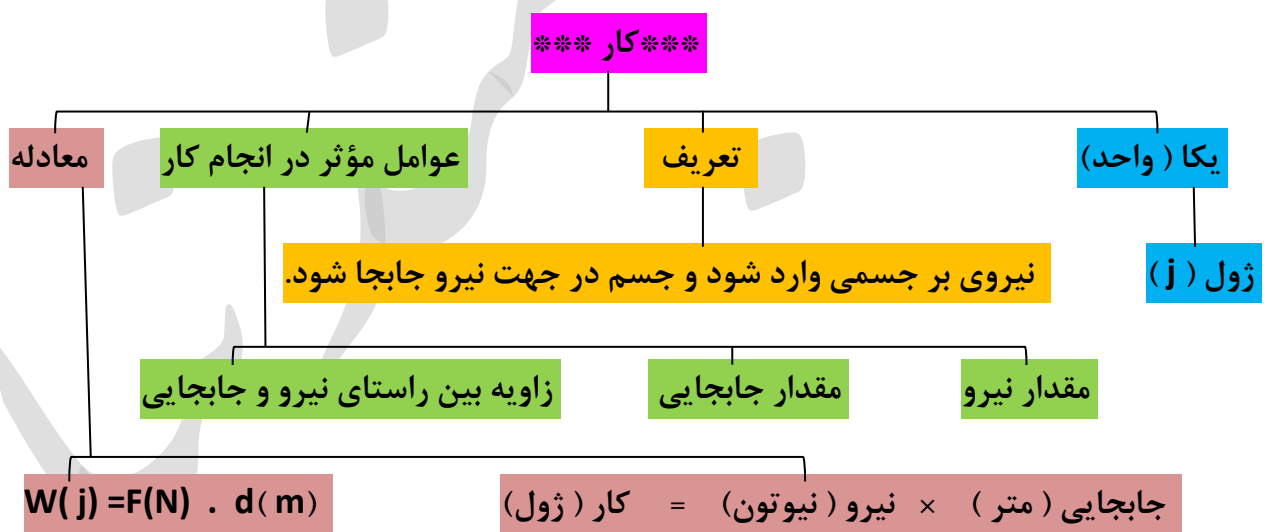 *** کار ***
یکا ( واحد)
تعریف
عوامل مؤثر در انجام کار
معادله
ژول ( j )
نیروی بر جسمی وارد شود و جسم در جهت نیرو جابجا شود.
مقدار نیرو
مقدار جابجایی
زاویه بین راستای نیرو و جابجایی
جابجایی ( متر ) × نیرو ( نیوتون) = کار ( ژول)
W( j) =F(N) . d( m)